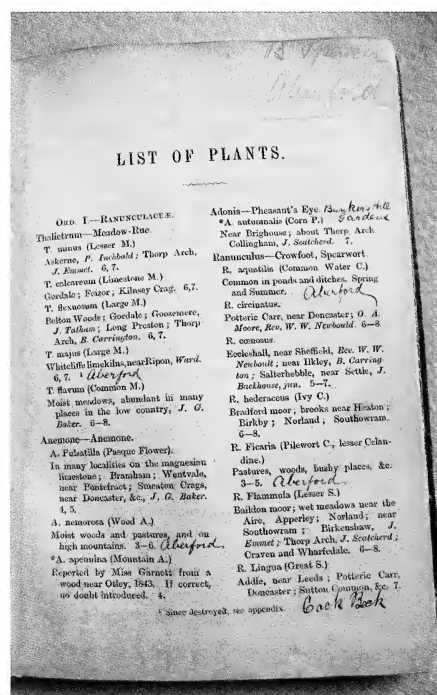 Aberford
LIST OF PLANTS.
ORD. I.—RANUNCULACEÆ.
Thalictrum—Meadow-Rue.
T. minus (Lesser M.)
Askerne, P. Inchbald; Thorp Arch,
J. Emmet. 6, 7.
T. calcareum (Limestone M.)
Gordale; Feizor; Kilnsey Crag. 6,7.
T. flexuosum (Large M.)
Bolton Woods; Gordale; Goosemere,
J. Tatham; Long Preston; Thorp
Arch, B. Carrington. 6, 7.
T. majus (Large M.)
Whitcliffe limekilns, near Ripon, Ward.
6, 7. ¹ Aberford
T. flavum (Common M.)
Moist meadows, abundant in many
places in the low country, J. G.
Baker. 6—8.
Anemone—Anemone.
A. Pulsatilla (Pasque Flower).
In many localities on the magnesian
limestone; Bramham; Wentvale,
near Pontefract; Smeaton Crags,
near Doncaster, &c., J. G. Baker.
4, 5.
A. nemorosa (Wood A.)
Moist woods and pastures, and on
high mountains. 3—6. Aberford
*A. apennina (Mountain A.)
Reported by Miss Garnett from a
wood near Otley, 1843. If correct,
no doubt introduced. 4.
Adonis—Pheasant's Eye. Bunkers Hill
*A. autumnalis (Corn P.) Gardens
Near Brighouse; about Thorp Arch
Collingham, J. Scatcherd. 7.
Ranunculus—Crowfoot, Spearwort.
R. aquatilis (Common Water C.)
Common in ponds and ditches. Spring
and Summer. Aberford
R. circinatus.
Potteric Carr, near Doncaster; O. A.
Moore, Rev. W. W. Newbould. 6—8.
R. cœnosus.
Eccleshall, near Sheffield, Rev. W. W.
Newbould; near Ilkley, B. Carring-
ton; Salterhebble, near Settle, J.
Backhouse, jun. 5—7.
R. hederaceus (Ivy C.)
Bradford moor; brooks near Heaton;
Birkby; Norland; Southowram.
6—8.
R. Ficaria (Pilewort C., lesser Celan-
dine.)
Pastures, woods, bushy places, &c.
3—5. Aberford
R. Flammula (Lesser S.)
Baildon moor; wet meadows near the
Aire, Apperley; Norland; near
Southowram; Birkenshaw, J.
Emmet; Thorp Arch, J. Scatcherd;
Craven and Wharfedale. 6—8.
R. Lingua (Great S.)
Addle, near Leeds; Potteric Carr,
Doncaster; Sutton Common, &c. 7.
Cock Beck
¹ Since destroyed, see appendix.